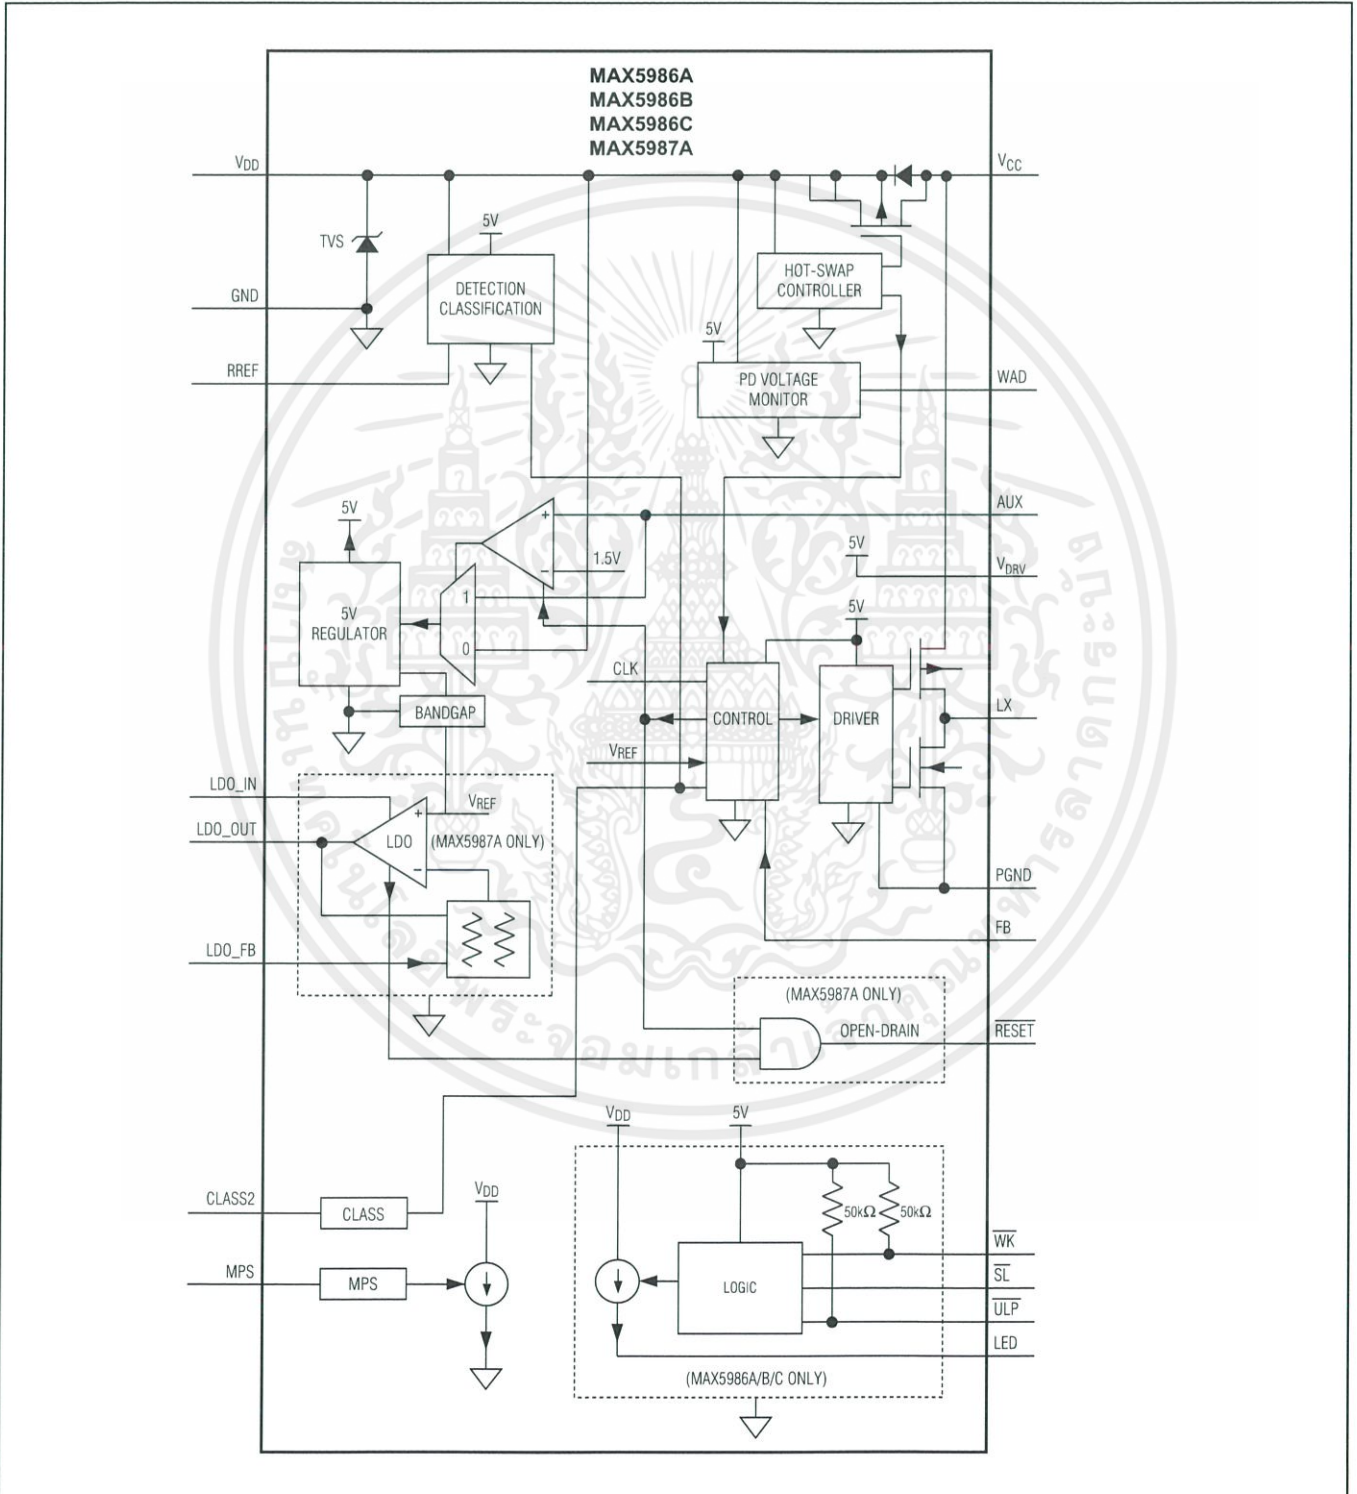 MAX5986A
MAX5986B
MAX5986C
MAX5987A
VDD
VCC
TVS
5V
DETECTION
CLASSIFICATION
HOT-SWAP
CONTROLLER
GND
5V
RREF
PD VOLTAGE
MONITOR
WAD
AUX
5V
+
−
1.5V
5V
VDRV
1
5V
REGULATOR
0
5V
CLK
BANDGAP
CONTROL
DRIVER
LX
VREF
LDO_IN
+
VREF
LDO_OUT
LDO
(MAX5987A ONLY)
−
PGND
FB
LDO_FB
(MAX5987A ONLY)
OPEN-DRAIN
RESET
VDD
5V
CLASS2
CLASS
VDD
50kΩ
50kΩ
WK
MPS
MPS
LOGIC
SL
ULP
LED
(MAX5986A/B/C ONLY)